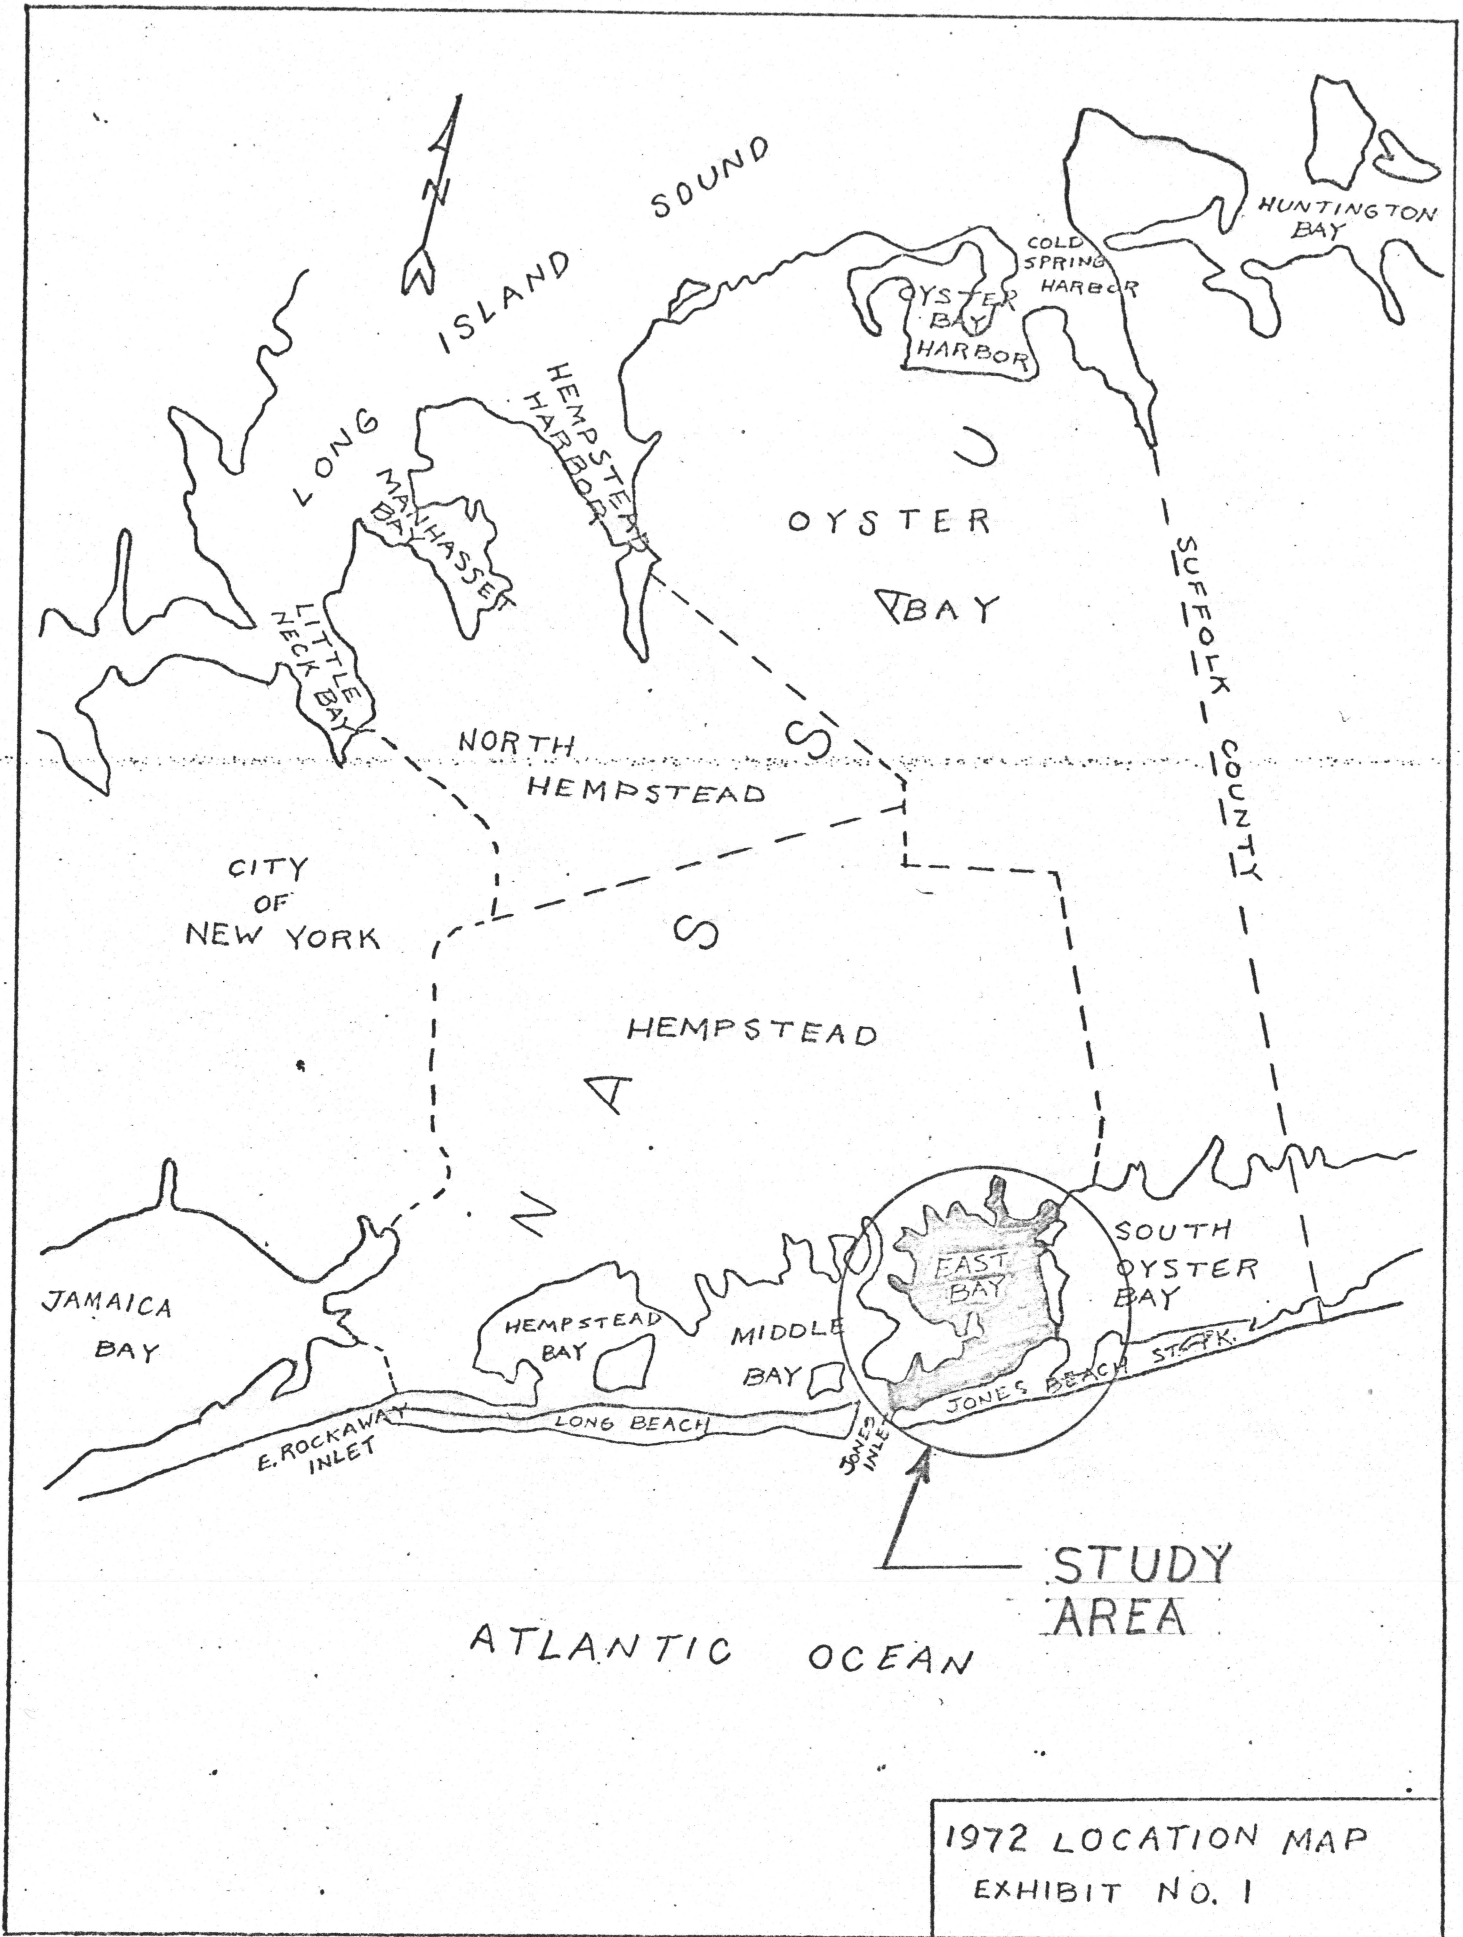 N
SOUND
ISLAND
LONG
HUNTINGTON
BAY
COLD
SPRING
HARBOR
OYSTER
BAY
HARBOR
HEMPSTEAD
HARBOR
MANHASSET
BAY
LITTLE
NECK BAY
OYSTER
BAY
NORTH
HEMPSTEAD
SUFFOLK COUNTY
CITY
OF
NEW YORK
HEMPSTEAD
NASSAU
JAMAICA
BAY
HEMPSTEAD
BAY
MIDDLE
BAY
EAST
BAY
SOUTH
OYSTER
BAY
JONES BEACH ST. PK.
LONG BEACH
E. ROCKAWAY
INLET
JONES
INLET
STUDY
AREA
ATLANTIC OCEAN
1972 LOCATION MAP
EXHIBIT NO. 1